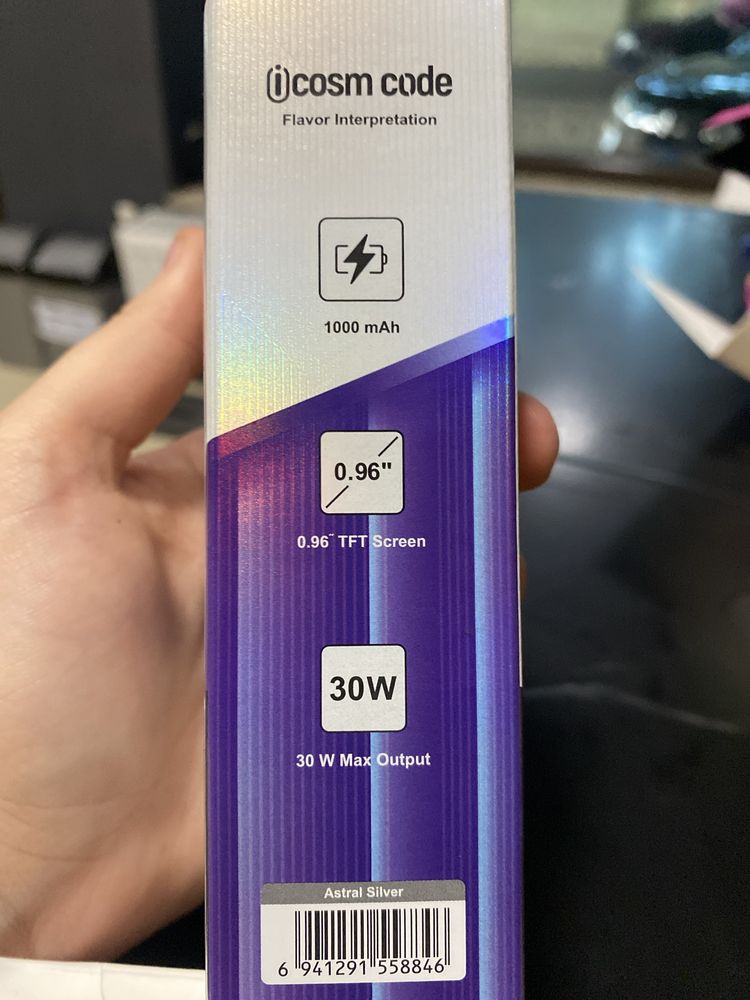 icosm code
Flavor Interpretation
1000 mAh
0.96"
0.96˝ TFT Screen
30W
30 W Max Output
Astral Silver
6 941291 558846